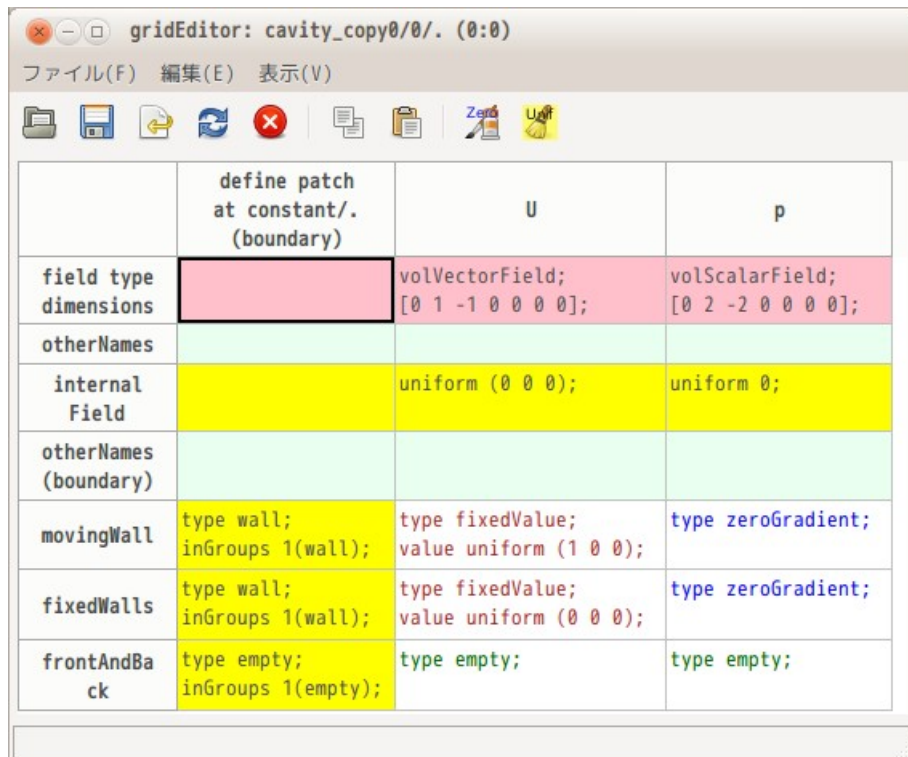 gridEditor: cavity_copy0/0/. (0:0)
ファイル(F) 編集(E) 表示(V)
Zero Unif
define patch
at constant/.
(boundary)
U
p
field type
dimensions
volVectorField;
[0 1 -1 0 0 0 0];
volScalarField;
[0 2 -2 0 0 0 0];
otherNames
internal
Field
uniform (0 0 0);
uniform 0;
otherNames
(boundary)
movingWall
type wall;
inGroups 1(wall);
type fixedValue;
value uniform (1 0 0);
type zeroGradient;
fixedWalls
type wall;
inGroups 1(wall);
type fixedValue;
value uniform (0 0 0);
type zeroGradient;
frontAndBa
ck
type empty;
inGroups 1(empty);
type empty;
type empty;